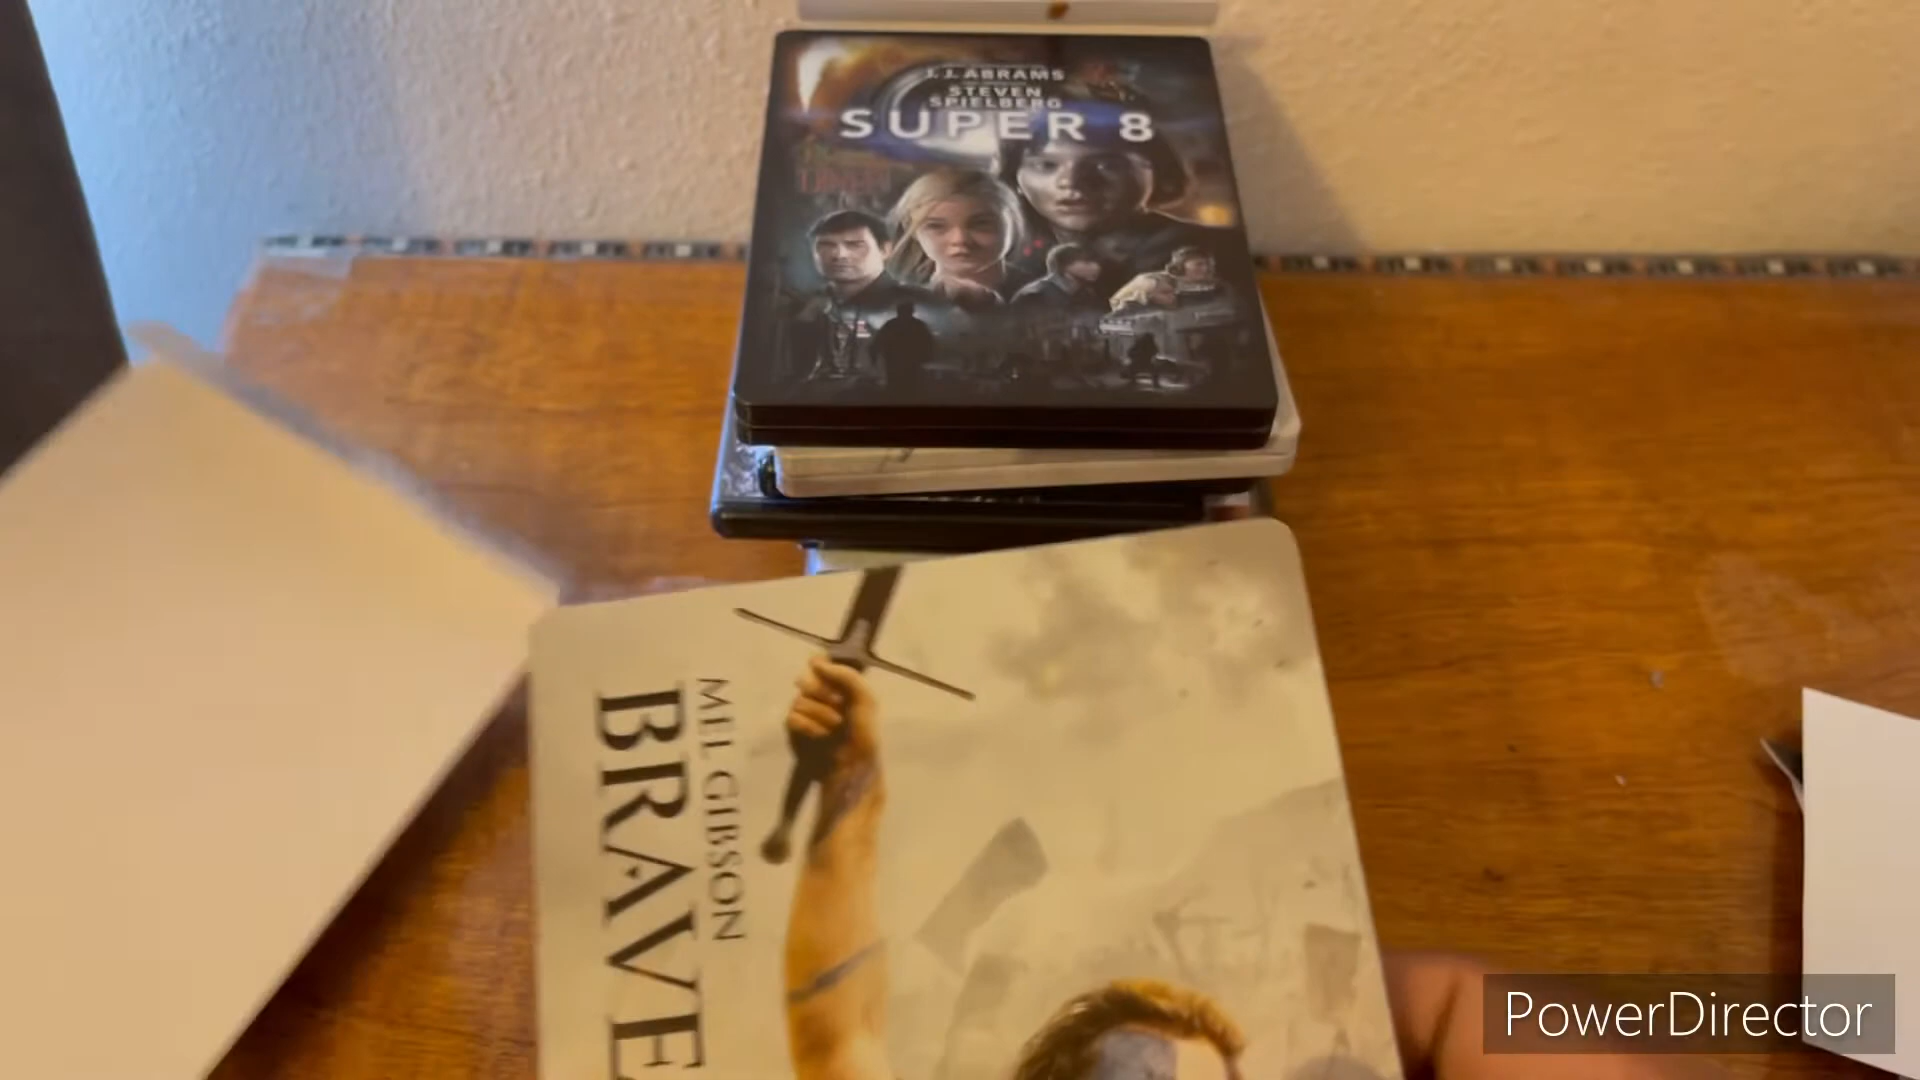 J.J. ABRAMS
STEVEN
SPIELBERG
SUPER 8
MEL GIBSON
BRAVE
PowerDirector